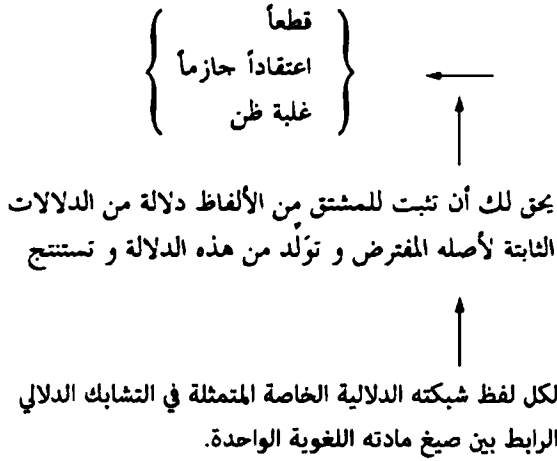 قطعاً
اعتقاداً جازماً
غلبة ظن
يحق لك أن تثبت للمشتق من الألفاظ دلالة من الدلالات
الثابتة لأصله المفترض و تولّد من هذه الدلالة و تستنتج
لكل لفظ شبكته الدلالية الخاصة المتمثلة في التشابك الدلالي
الرابط بين صيغ مادته اللغوية الواحدة.